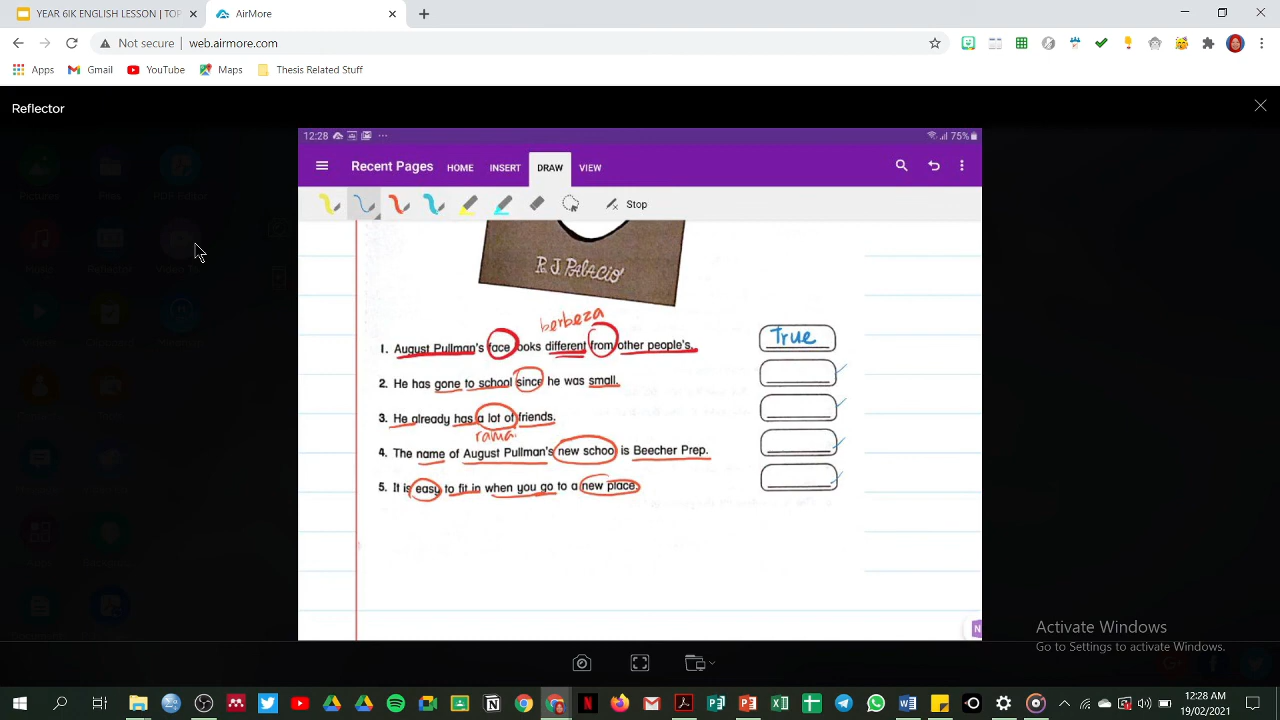 YEAR 6IK ENGLISH LESSON | TOP
AirMore
Not secure | web.airmore.com
Apps Gmail YouTube Maps Thesis Related Stuff
Reflector
12:28 75%
Recent Pages HOME INSERT DRAW VIEW
Stop
R. J. PALACIO
berbeza
1. August Pullman's face looks different from other people's. True
2. He has gone to school since he was small.
3. He already has a lot of friends.
ramai
4. The name of August Pullman's new school is Beecher Prep.
5. It is easy to fit in when you go to a new place.
Activate Windows
Go to Settings to activate Windows.
12:28 AM
19/02/2021